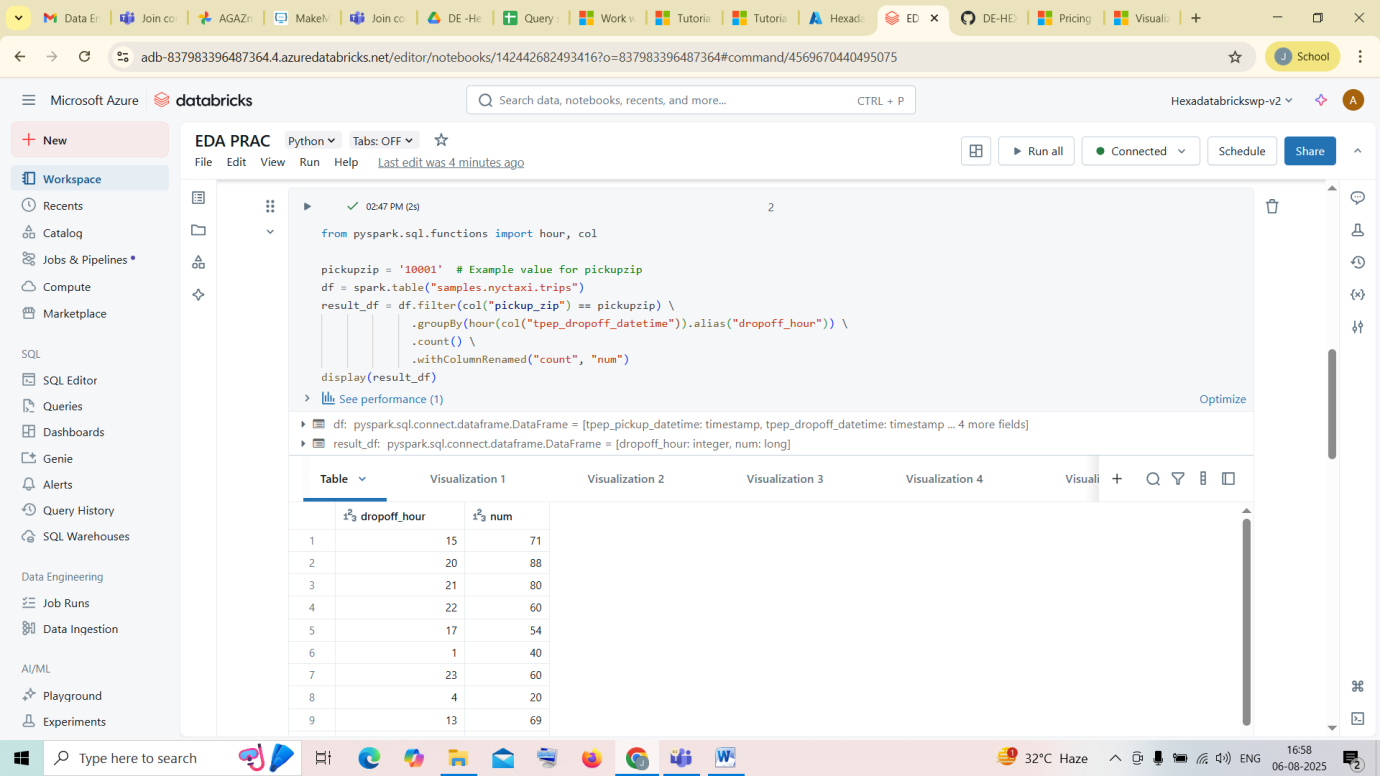 Data En
Join co
AGAZn
MakeM
Join co
DE -He
Query
Work w
Tutoria
Tutoria
Hexada
ED
DE-HEX
Pricing
Visualiz
adb-837983396487364.4.azuredatabricks.net/editor/notebooks/1424426824934​16?o=837983396487364#command/4569670440495075
J School
Microsoft Azure databricks
Search data, notebooks, recents, and more... CTRL + P
Hexadatabrickswp-v2
A
New
Workspace
Recents
Catalog
Jobs & Pipelines
Compute
Marketplace
SQL
SQL Editor
Queries
Dashboards
Genie
Alerts
Query History
SQL Warehouses
Data Engineering
Job Runs
Data Ingestion
AI/ML
Playground
Experiments
EDA PRAC Python Tabs: OFF
File Edit View Run Help Last edit was 4 minutes ago
Run all Connected Schedule Share
02:47 PM (2s) 2
from pyspark.sql.functions import hour, col
pickupzip = '10001' # Example value for pickupzip
df = spark.table("samples.nyctaxi.trips")
result_df = df.filter(col("pickup_zip") == pickupzip) \
.groupBy(hour(col("tpep_dropoff_datetime")).alias("dropoff_hour")) \
.count() \
.withColumnRenamed("count", "num")
display(result_df)
See performance (1) Optimize
df: pyspark.sql.connect.dataframe.DataFrame = [tpep_pickup_datetime: timestamp, tpep_dropoff_datetime: timestamp ... 4 more fields]
result_df: pyspark.sql.connect.dataframe.DataFrame = [dropoff_hour: integer, num: long]
Table Visualization 1 Visualization 2 Visualization 3 Visualization 4 Visuali
dropoff_hour num
1 15 71
2 20 88
3 21 80
4 22 60
5 17 54
6 1 40
7 23 60
8 4 20
9 13 69
Type here to search
32°C Haze
ENG
16:58
06-08-2025
2